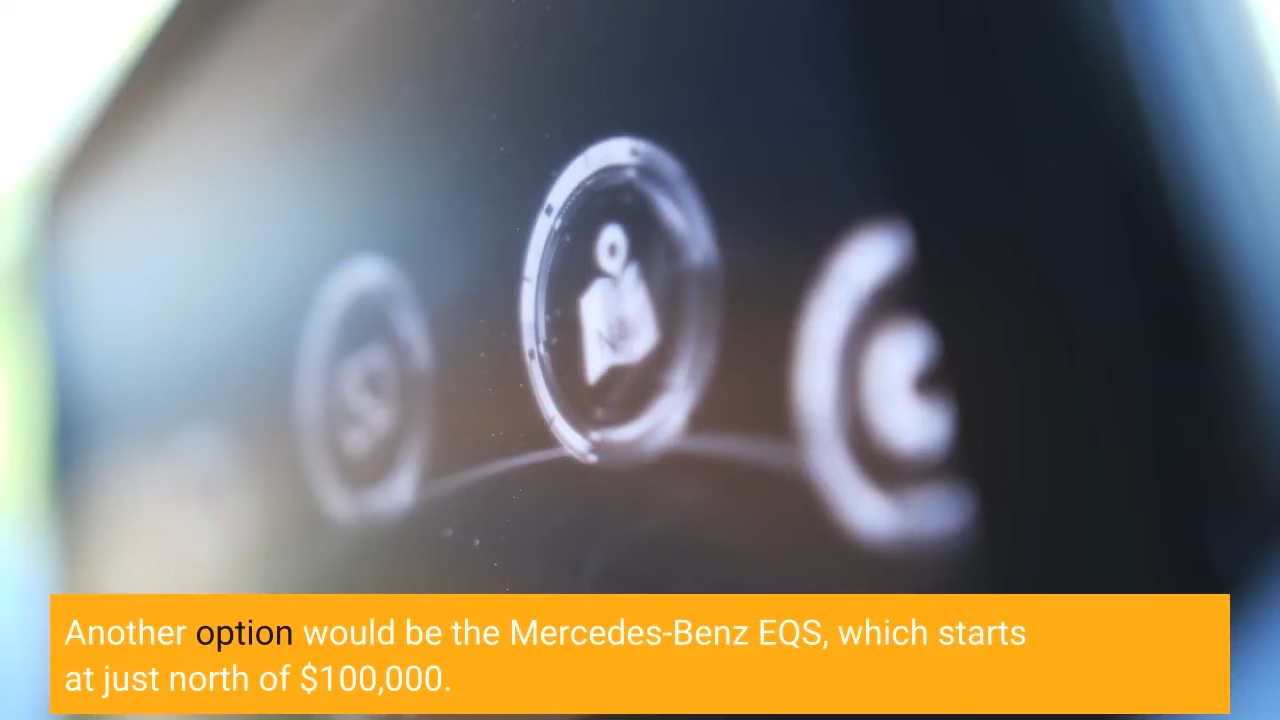 Another option would be the Mercedes-Benz EQS, which starts
at just north of $100,000.